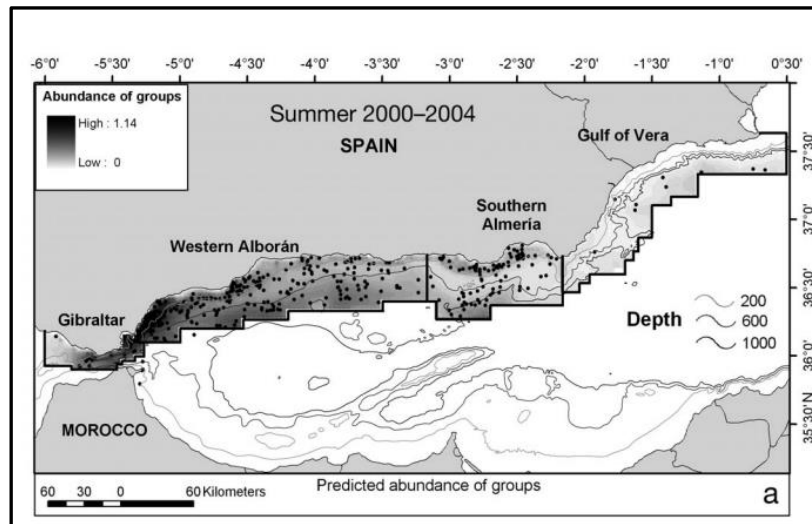 -6°0' -5°30' -5°0' -4°30' -4°0' -3°30' -3°0' -2°30' -2°0' -1°30' -1°0' 0°30'
Abundance of groups
High : 1.14
Low : 0
Summer 2000–2004
SPAIN
Gulf of Vera
37°30'
Southern
Almería
37°0'
Western Alborán
36°30'
Gibraltar
Depth
200
600
1000
36°0'
35°30'N
MOROCCO
60 30 0 60 Kilometers
Predicted abundance of groups
a